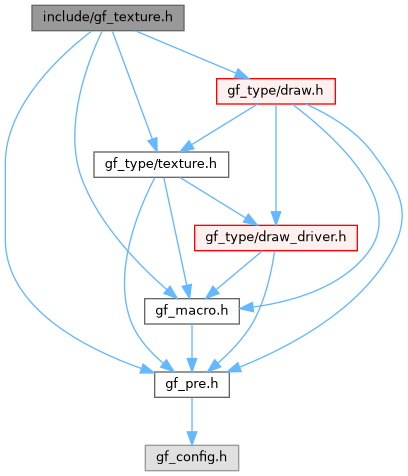 include/gf_texture.h
gf_type/draw.h
gf_type/texture.h
gf_type/draw_driver.h
gf_macro.h
gf_pre.h
gf_config.h